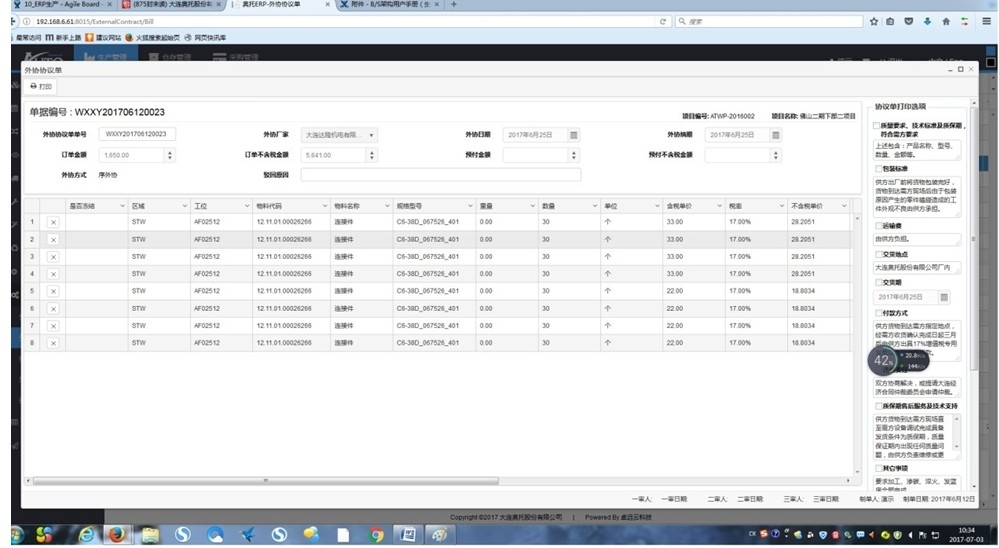 10_ERP生产 - Agile Board
奥托ERP-外协协议单
192.168.6.61:8015/ExternalContract/Bill
搜索
最常访问 新手上路 建议网站 火狐搜索起始页 网页快讯库
外协协议单
打印
单据编号 : WXXY201706120023
项目编号: ATWP-2016002 项目名称: 佛山二期下部二项目
外协协议单单号 WXXY201706120023 外协厂家 大连达隆机电有限... 外协日期 2017年6月25日 外协纳期 2017年6月25日
订单金额 1,650.00 订单不含税金额 5.641.00 预付金额 预付不含税金额
外协方式 序外协 驳回原因
是否冻结 区域 工位 物料代码 物料名称 规格型号 重量 数量 单位 含税单价 税率 不含税单价
1 STW AF02512 12.11.01.00026266 连接件 C6-38D_067526_401 0.00 30 个 33.00 17.00% 28.2051
2 STW AF02512 12.11.01.00026266 连接件 C6-38D_067526_401 0.00 30 个 33.00 17.00% 28.2051
3 STW AF02512 12.11.01.00026266 连接件 C6-38D_067526_401 0.00 30 个 33.00 17.00% 28.2051
4 STW AF02512 12.11.01.00026266 连接件 C6-38D_067526_401 0.00 30 个 33.00 17.00% 28.2051
5 STW AF02512 12.11.01.00026266 连接件 C6-38D_067526_401 0.00 30 个 22.00 17.00% 18.8034
6 STW AF02512 12.11.01.00026266 连接件 C6-38D_067526_401 0.00 30 个 22.00 17.00% 18.8034
7 STW AF02512 12.11.01.00026266 连接件 C6-38D_067526_401 0.00 30 个 22.00 17.00% 18.8034
8 STW AF02512 12.11.01.00026266 连接件 C6-38D_067526_401 0.00 30 个 22.00 17.00% 18.8034
协议单打印选项
质量要求、技术标准及质保期，
符合需方要求
上述包含：产品名称、型号、
数量、金额等。
包装标准
供方出厂前将货物包装完好，
货物到达需方现场后由于包装
原因产生的零件磕碰造成的工
件外观不良由供方承担。
运输费
由供方负担。
交货地点
大连奥托股份有限公司厂内
交货期
2017年6月25日
付款方式
供方货物到达需方指定地点，
经需方收货确认完成日起三月
后由供方出具17%增值税专用
42%
20.8K/s
144K/s
双方协商解决，或提请大连经
济合同仲裁委员会申请仲裁。
质保期售后服务及技术支持
供方货物到达需方现场直
至需方设备调试完成具备
发货条件为质保期，质量
保证期内出现任何质量问
题，由供方负责维修或更
其它事项
要求加工、渗碳、淬火、发蓝
一审人: 一审日期: 二审人: 二审日期: 三审人: 三审日期: 制单人: 演示 制单日期: 2017年6月12日
Copyright ©2017 大连奥托股份有限公司 | Powered By 卓远云科技
10:34
2017-07-03